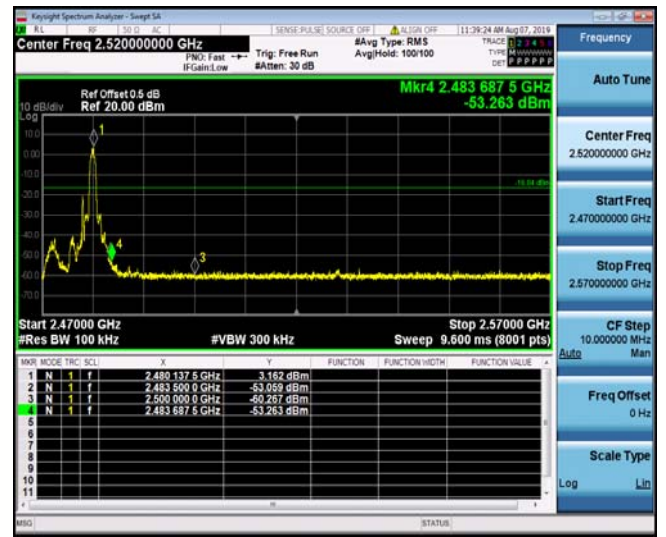 Keysight Spectrum Analyzer - Swept SA
RL RF 50 Ω AC SENSE:PULSE SOURCE OFF ALIGN OFF 11:39:24 AM Aug 07, 2019
Center Freq 2.520000000 GHz #Avg Type: RMS TRACE 1 2 3 4 5 6
PNO: Fast Trig: Free Run Avg|Hold: 100/100 TYPE M
IFGain:Low #Atten: 30 dB DET P P P P P P
Mkr4 2.483 687 5 GHz
-53.263 dBm
Ref Offset 0.5 dB
10 dB/div Ref 20.00 dBm
Log
10.0
0.00
-10.0
-20.0
-30.0
-40.0
-50.0
-60.0
-70.0
1
4
3
Start 2.47000 GHz Stop 2.57000 GHz
#Res BW 100 kHz #VBW 300 kHz Sweep 9.600 ms (8001 pts)
MKR MODE TRC SCL X Y FUNCTION FUNCTION WIDTH FUNCTION VALUE
1 N 1 f 2.480 137 5 GHz 3.162 dBm
2 N 1 f 2.483 500 0 GHz -53.059 dBm
3 N 1 f 2.500 000 0 GHz -60.267 dBm
4 N 1 f 2.483 687 5 GHz -53.263 dBm
5
6
7
8
9
10
11
MSG STATUS
Frequency
Auto Tune
Center Freq
2.520000000 GHz
Start Freq
2.470000000 GHz
Stop Freq
2.570000000 GHz
CF Step
10.000000 MHz
Auto Man
Freq Offset
0 Hz
Scale Type
Log Lin